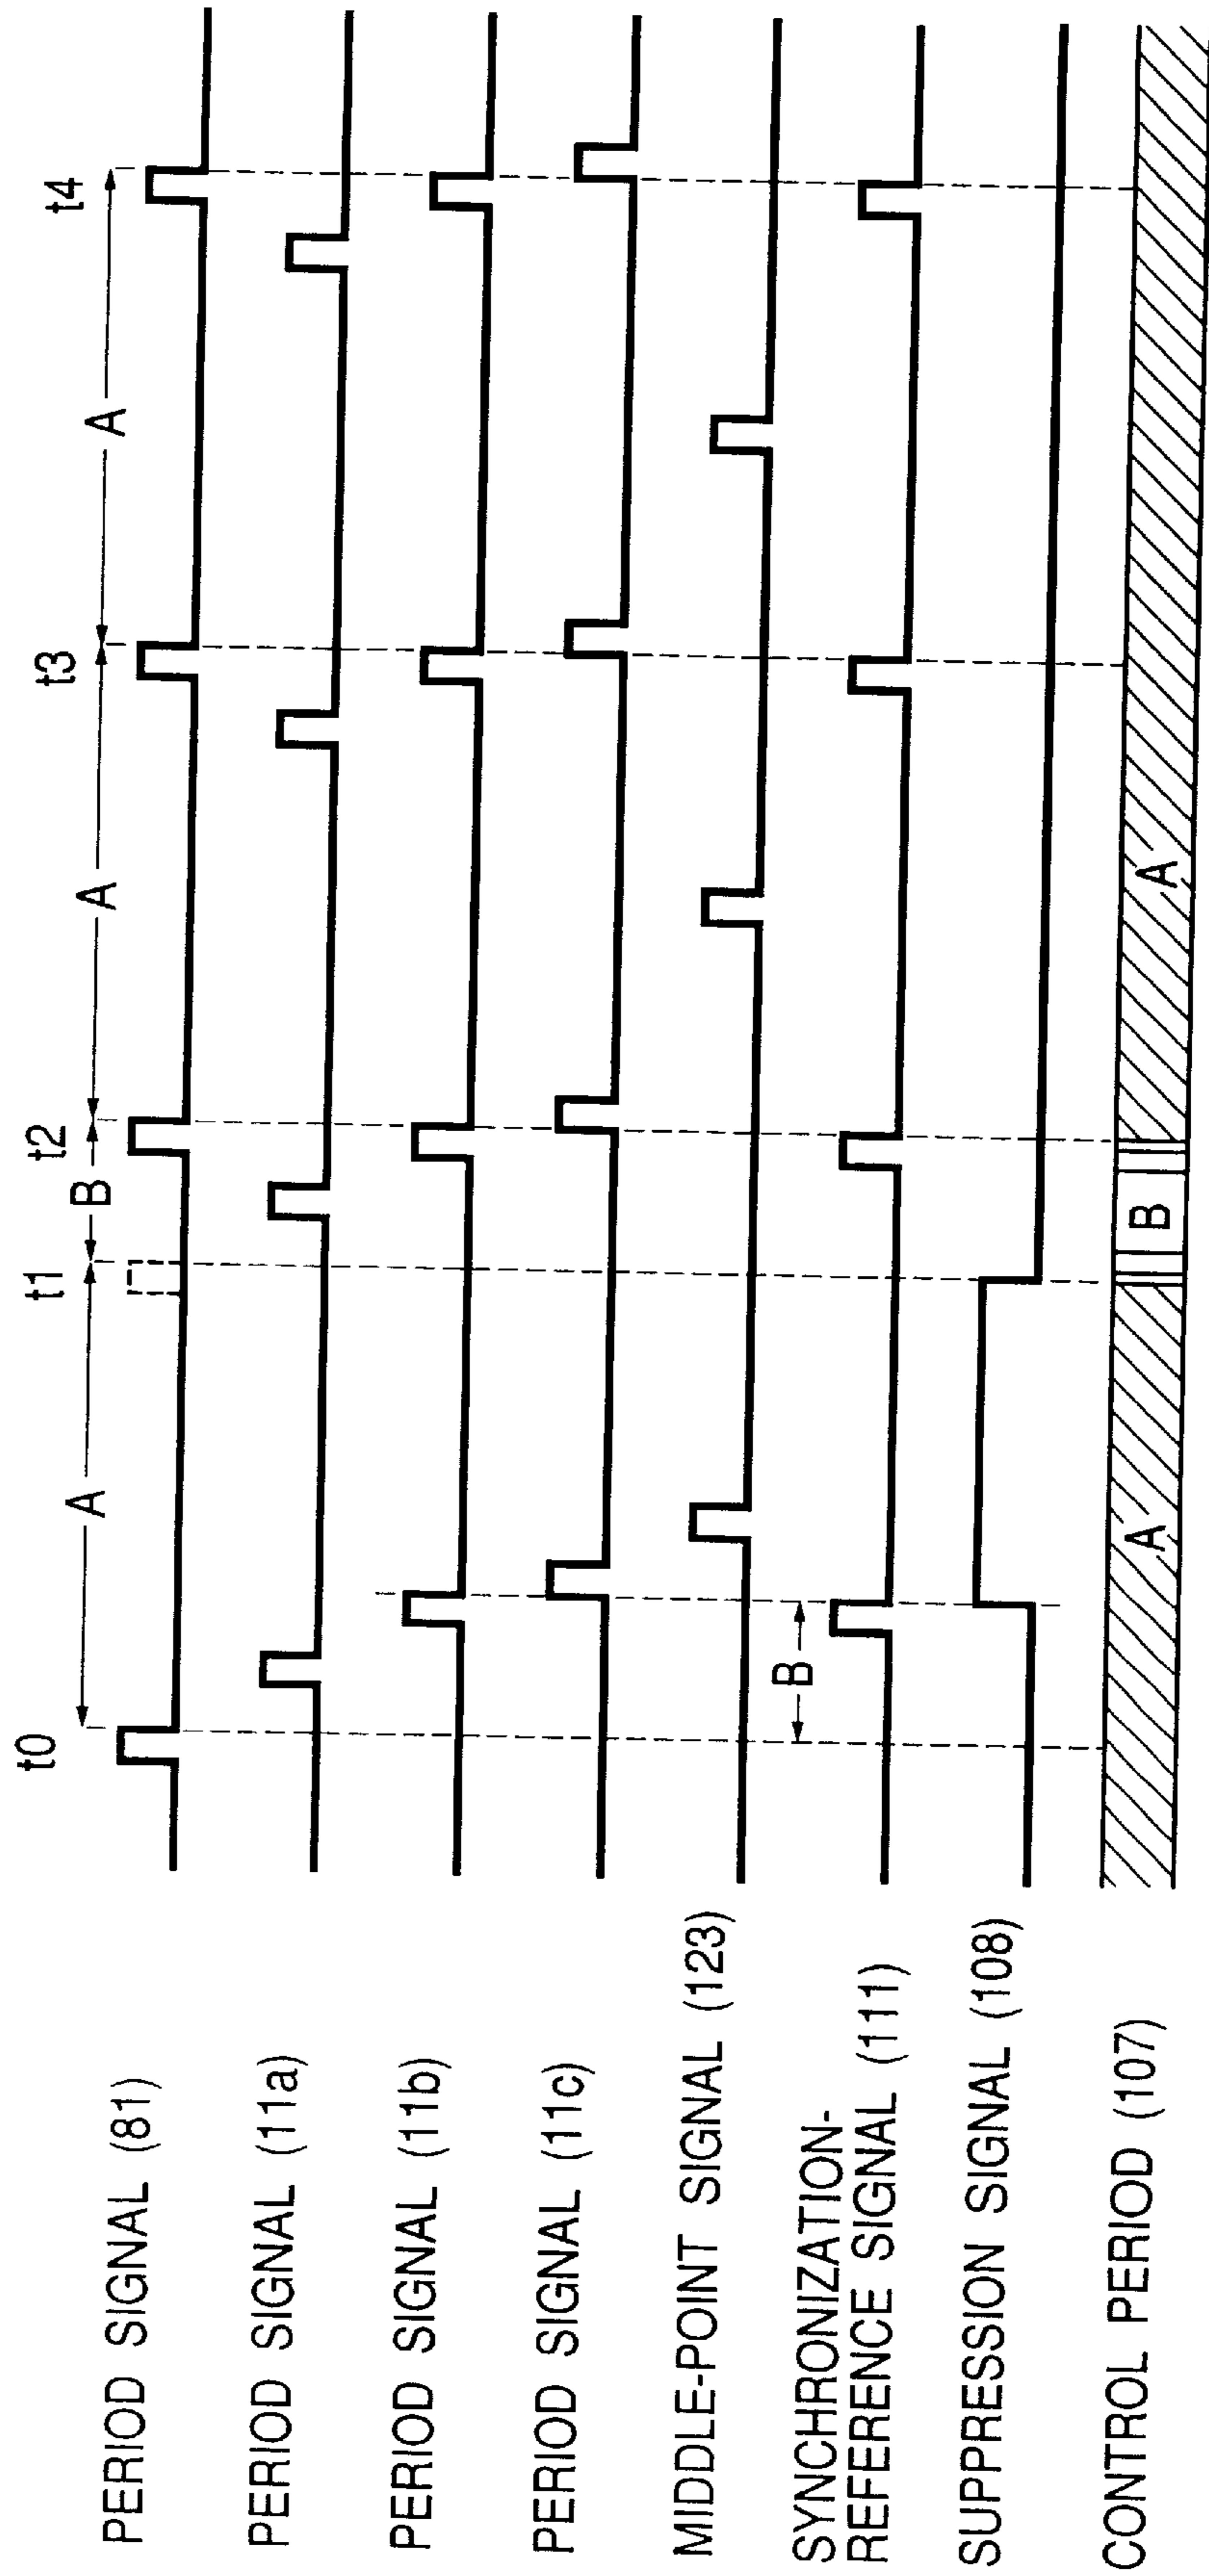 t0
t1
t2
t3
t4
A
B
A
A
PERIOD SIGNAL (81)
PERIOD SIGNAL (11a)
PERIOD SIGNAL (11b)
PERIOD SIGNAL (11c)
MIDDLE-POINT SIGNAL (123)
SYNCHRONIZATION-
REFERENCE SIGNAL (111)
B
SUPPRESSION SIGNAL (108)
CONTROL PERIOD (107)
A
B
A